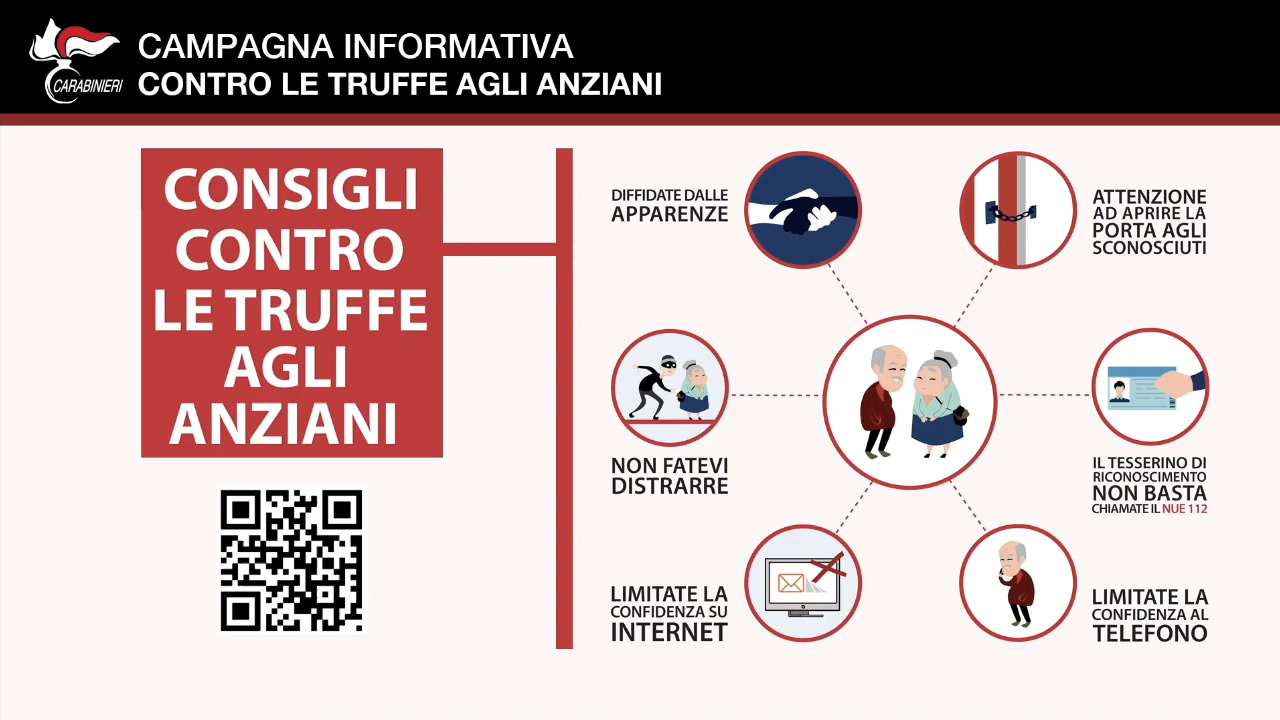 CARABINIERI
CAMPAGNA INFORMATIVA
CONTRO LE TRUFFE AGLI ANZIANI
CONSIGLI
CONTRO
LE TRUFFE
AGLI
ANZIANI
DIFFIDATE DALLE
APPARENZE
ATTENZIONE
AD APRIRE LA
PORTA AGLI
SCONOSCIUTI
NON FATEVI
DISTRARRE
IL TESSERINO DI
RICONOSCIMENTO
NON BASTA
CHIAMATE IL NUE 112
LIMITATE LA
CONFIDENZA SU
INTERNET
LIMITATE LA
CONFIDENZA AL
TELEFONO